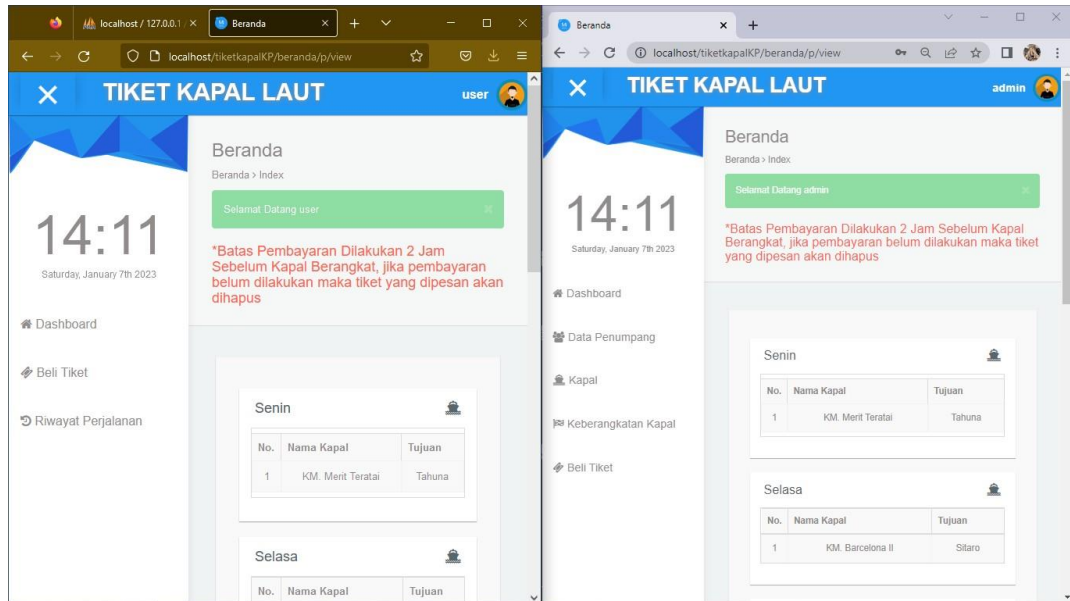 localhost / 127.0.0.1 /
Beranda
localhost/tiketkapalKP/beranda/p/view
TIKET KAPAL LAUT
user
14:11
Saturday, January 7th 2023
Dashboard
Beli Tiket
Riwayat Perjalanan
Beranda
Beranda > Index
Selamat Datang user
*Batas Pembayaran Dilakukan 2 Jam
Sebelum Kapal Berangkat, jika pembayaran
belum dilakukan maka tiket yang dipesan akan
dihapus
Senin
No. Nama Kapal Tujuan
1 KM. Merit Teratai Tahuna
Selasa
No. Nama Kapal Tujuan
Beranda
localhost/tiketkapalKP/beranda/p/view
TIKET KAPAL LAUT
admin
14:11
Saturday, January 7th 2023
Dashboard
Data Penumpang
Kapal
Keberangkatan Kapal
Beli Tiket
Beranda
Beranda > Index
Selamat Datang admin
*Batas Pembayaran Dilakukan 2 Jam Sebelum Kapal
Berangkat, jika pembayaran belum dilakukan maka tiket
yang dipesan akan dihapus
Senin
No. Nama Kapal Tujuan
1 KM. Merit Teratai Tahuna
Selasa
No. Nama Kapal Tujuan
1 KM. Barcelona II Sitaro